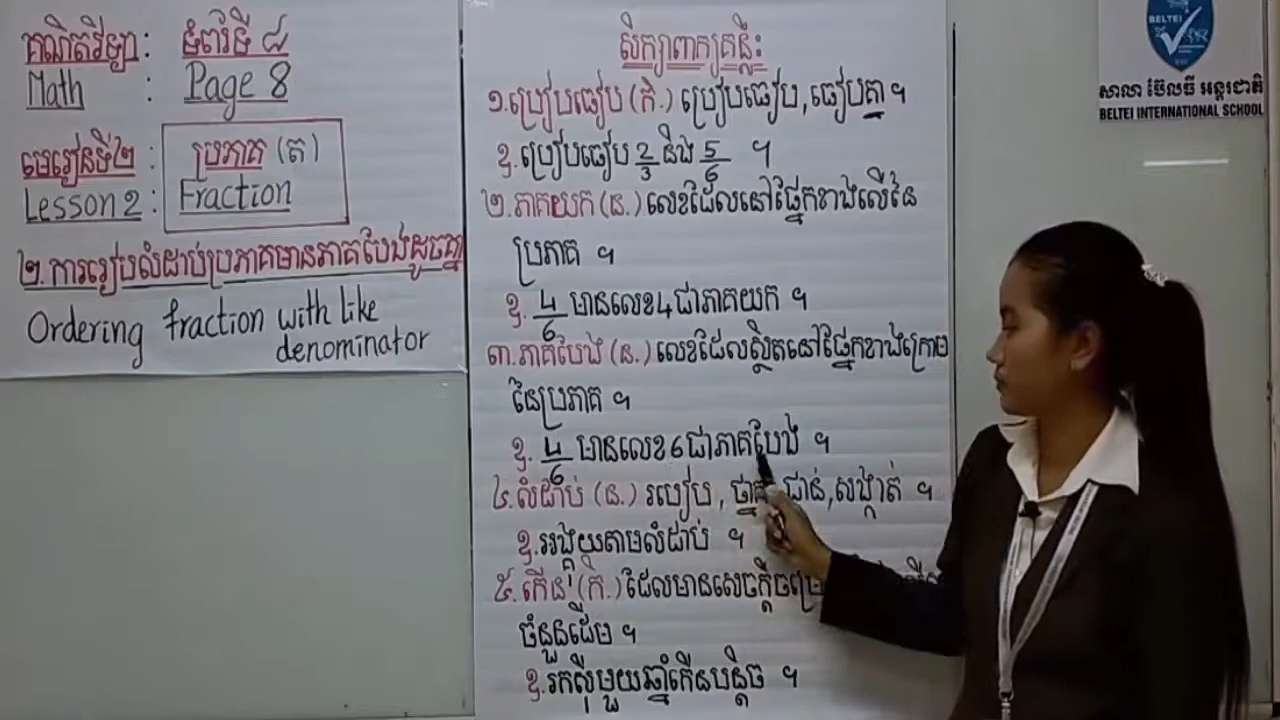 គណិតវិទ្យា : ទំព័រទី ៨
Math : Page 8
មេរៀនទី២ : ប្រភាគ (ត)
Lesson 2 : Fraction
២. ការរៀបលំដាប់ប្រភាគមានភាគបែងដូចគ្នា
Ordering fraction with like
denominator
សិក្សាពាក្យគន្លឹះ
១.ប្រៀបធៀប (កិ.) ប្រៀបធៀប, ធៀបគ្នា ។
ឧ.ប្រៀបធៀប 2/3 និង 5/6 ។
២.ភាគយក (ន.) លេខដែលនៅផ្នែកខាងលើនៃ
ប្រភាគ ។
ឧ. 4/6 មានលេខ៤ជាភាគយក ។
៣.ភាគបែង (ន.) លេខដែលស្ថិតនៅផ្នែកខាងក្រោម
នៃប្រភាគ ។
ឧ. 4/6 មានលេខ៦ជាភាគបែង ។
៤.លំដាប់ (ន.) របៀប, ថ្នាក់ ជាន់, សង្កាត់ ។
ឧ.អង្គុយតាមលំដាប់ ។
៥.កើន (កិ.) ដែលមានសេចក្ដីចម្រើ
ចំនួនដើម ។
ឧ.រកស៊ីមួយឆ្នាំកើនបន្តិច ។
BELTEI
សាលា ប៊ែលធី អន្តរជាតិ
BELTEI INTERNATIONAL SCHOOL